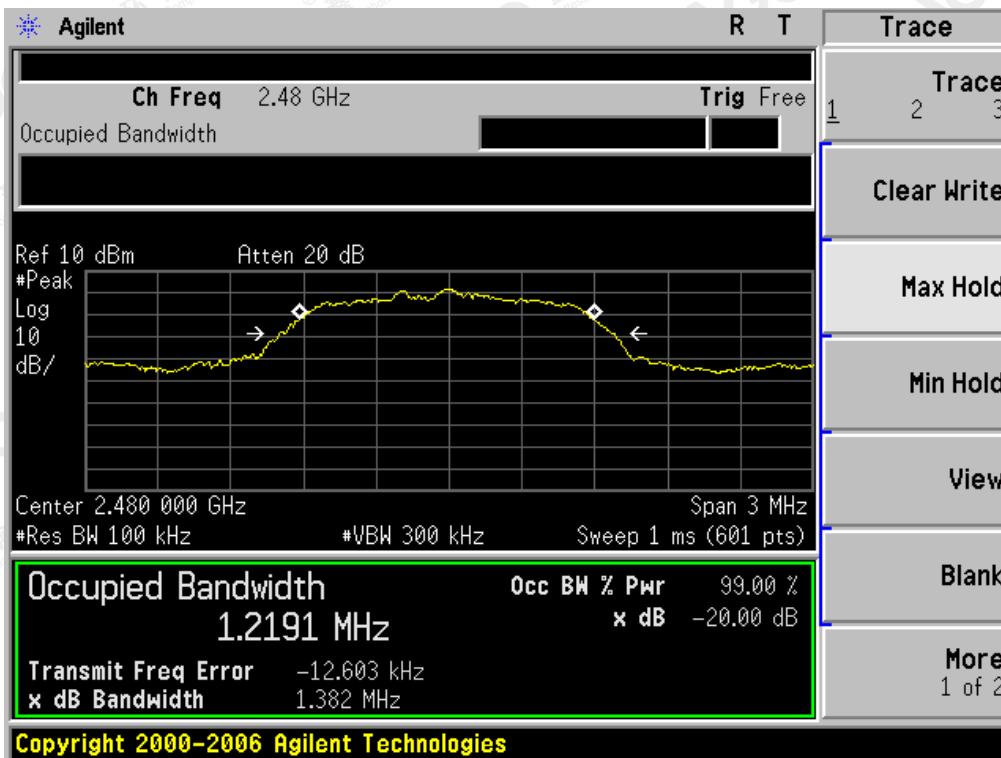 Agilent R T Trace
Ch Freq 2.48 GHz Trig Free
Occupied Bandwidth
Trace
1 2 3
Clear Write
Max Hold
Min Hold
View
Blank
More
1 of 2
Ref 10 dBm Atten 20 dB
#Peak
Log
10
dB/
Center 2.480 000 GHz Span 3 MHz
#Res BW 100 kHz #VBW 300 kHz Sweep 1 ms (601 pts)
Occupied Bandwidth Occ BW % Pwr 99.00 %
1.2191 MHz x dB -20.00 dB
Transmit Freq Error -12.603 kHz
x dB Bandwidth 1.382 MHz
Copyright 2000-2006 Agilent Technologies